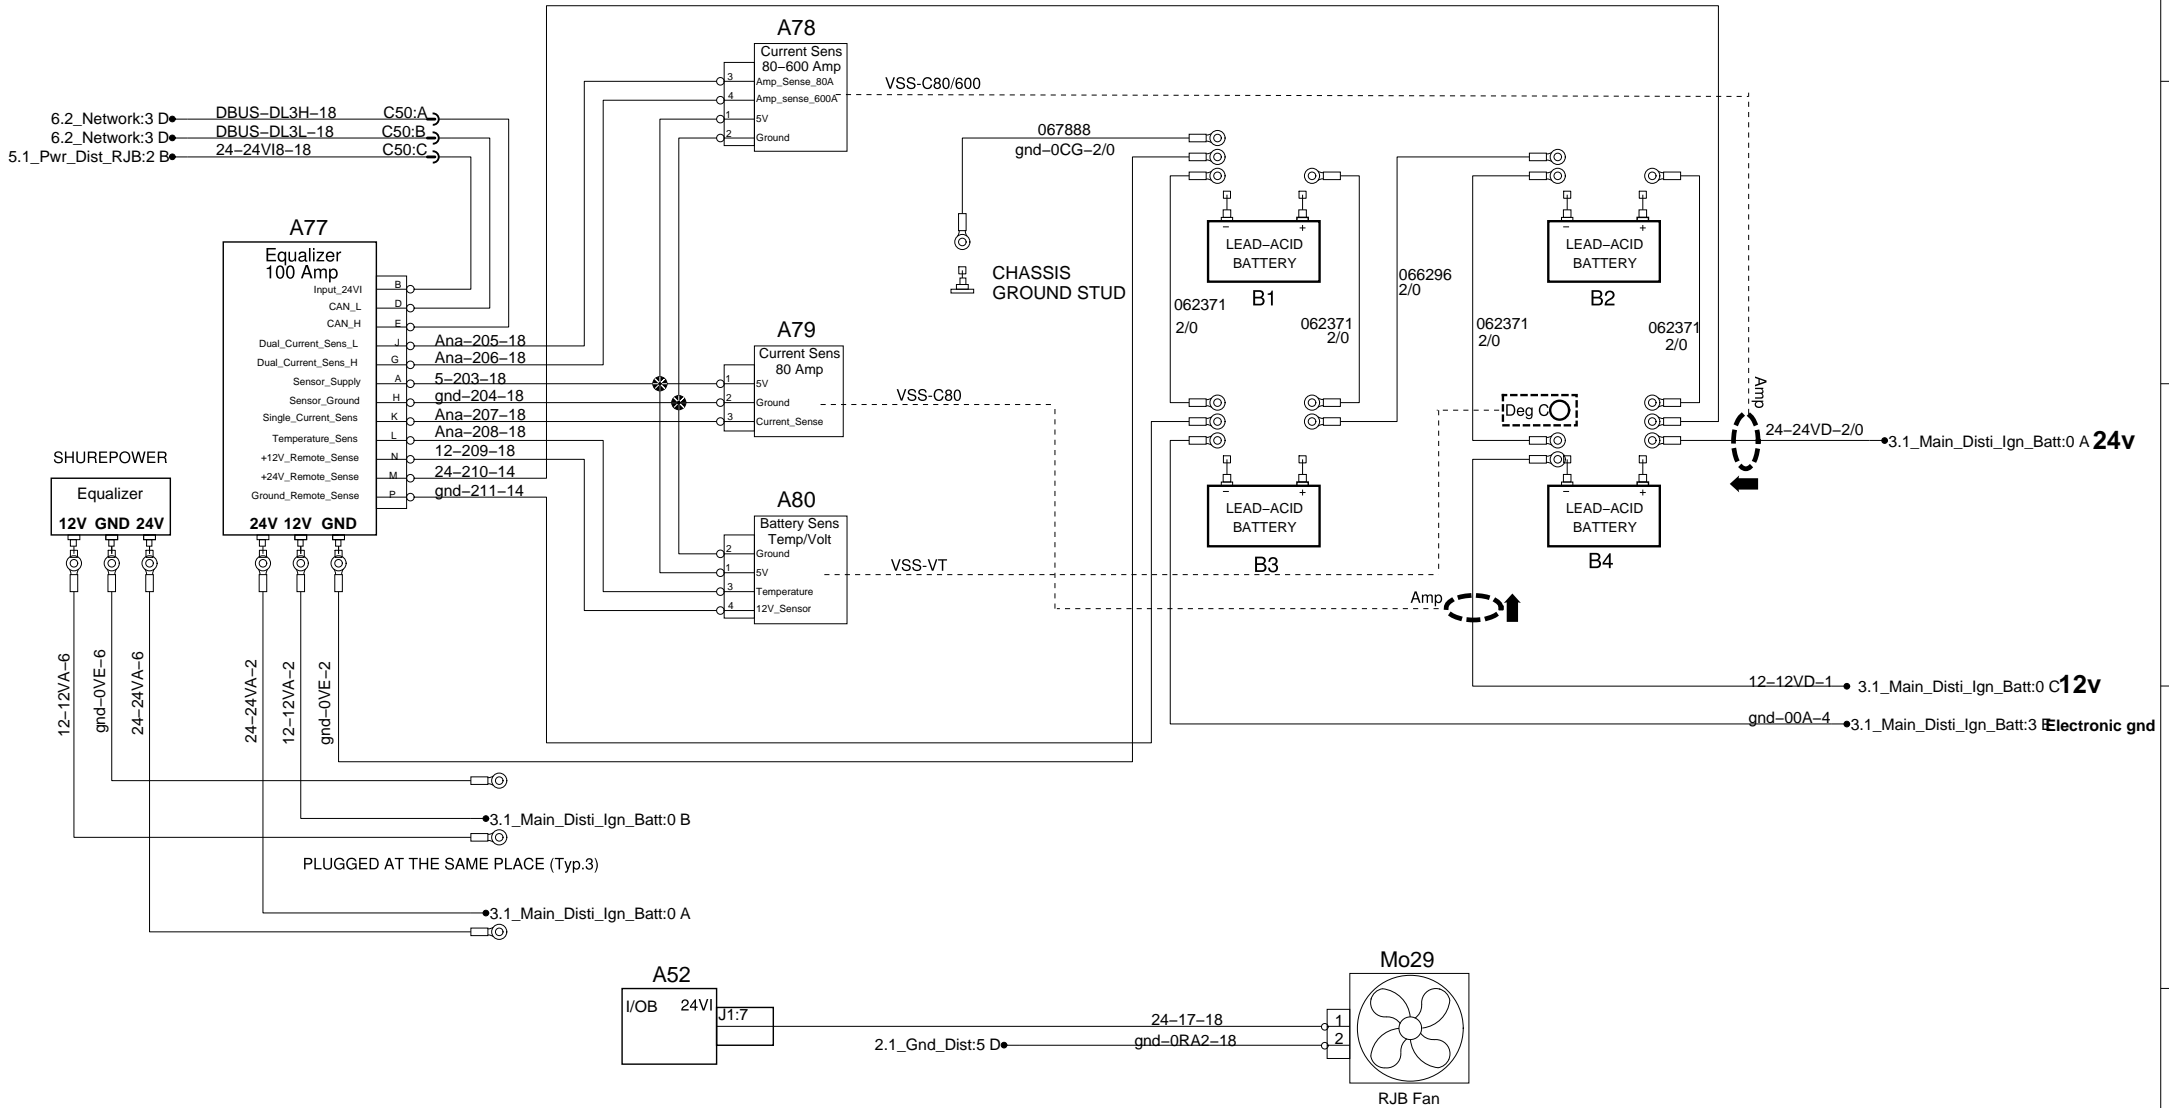 A78
Current Sens
80-600 Amp
3 Amp_Sense_80A
4 Amp_sense_600A
1 5V
2 Ground
VSS-C80/600
6.2_Network:3 D DBUS-DL3H-18 C50:A
6.2_Network:3 D DBUS-DL3L-18 C50:B
5.1_Pwr_Dist_RJB:2 B 24-24VI8-18 C50:C
067888
gnd-0CG-2/0
CHASSIS
GROUND STUD
A77
Equalizer
100 Amp
Input_24VI B
CAN_L D
CAN_H E
Dual_Current_Sens_L J Ana-205-18
Dual_Current_Sens_H G Ana-206-18
Sensor_Supply A 5-203-18
Sensor_Ground H gnd-204-18
Single_Current_Sens K Ana-207-18
Temperature_Sens L Ana-208-18
+12V_Remote_Sense N 12-209-18
+24V_Remote_Sense M 24-210-14
Ground_Remote_Sense P gnd-211-14
24V 12V GND
SHUREPOWER
Equalizer
12V GND 24V
A79
Current Sens
80 Amp
1 5V
2 Ground
3 Current_Sense
VSS-C80
A80
Battery Sens
Temp/Volt
2 Ground
1 5V
3 Temperature
4 12V_Sensor
VSS-VT
- +
LEAD-ACID
BATTERY
B1
- +
LEAD-ACID
BATTERY
B2
062371
2/0
062371
2/0
066296
2/0
062371
2/0
062371
2/0
Deg C
Amp
24-24VD-2/0
3.1_Main_Disti_Ign_Batt:0 A 24v
- +
LEAD-ACID
BATTERY
B3
- +
LEAD-ACID
BATTERY
B4
Amp
12-12VD-1
3.1_Main_Disti_Ign_Batt:0 C 12v
gnd-00A-4
3.1_Main_Disti_Ign_Batt:3 E Electronic gnd
12-12VA-6
gnd-0VE-6
24-24VA-6
24-24VA-2
12-12VA-2
gnd-0VE-2
3.1_Main_Disti_Ign_Batt:0 B
PLUGGED AT THE SAME PLACE (Typ.3)
3.1_Main_Disti_Ign_Batt:0 A
A52
I/OB 24VI
J1:7
24-17-18
2.1_Gnd_Dist:5 D gnd-0RA2-18
Mo29
1
2
RJB Fan